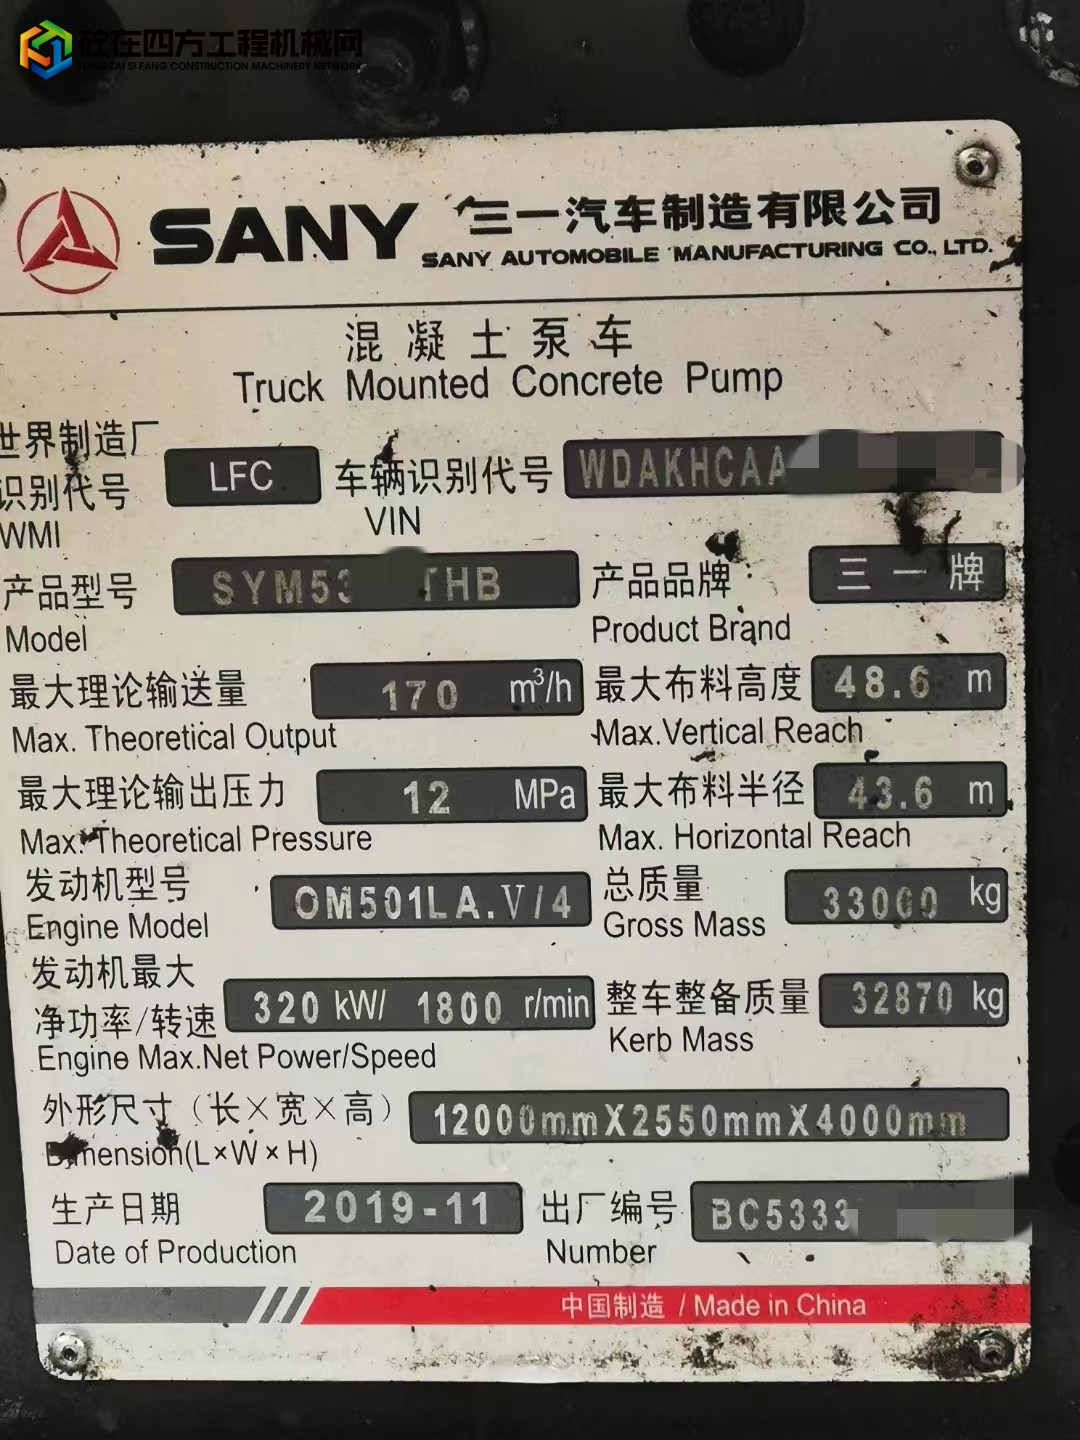 砼在四方工程机械网
TONG ZAI SI FANG CONSTRUCTION MACHINERY NETWORK
SANY 三一汽车制造有限公司
SANY AUTOMOBILE MANUFACTURING CO., LTD.
混凝土泵车
Truck Mounted Concrete Pump
世界制造厂
识别代号 LFC 车辆识别代号 WDAKHCAA
WMI VIN
产品型号 SYM53 THB 产品品牌 三一牌
Model Product Brand
最大理论输送量 170 m³/h 最大布料高度 48.6 m
Max. Theoretical Output Max.Vertical Reach
最大理论输出压力 12 MPa 最大布料半径 43.6 m
Max. Theoretical Pressure Max. Horizontal Reach
发动机型号 OM501LA.V/4 总质量 33000 kg
Engine Model Gross Mass
发动机最大
净功率/转速 320 kW/ 1800 r/min 整车整备质量 32870 kg
Engine Max.Net Power/Speed Kerb Mass
外形尺寸(长×宽×高) 12000mmX2550mmX4000mm
Dimension(L×W×H)
生产日期 2019-11 出厂编号 BC5333
Date of Production Number
中国制造 / Made in China